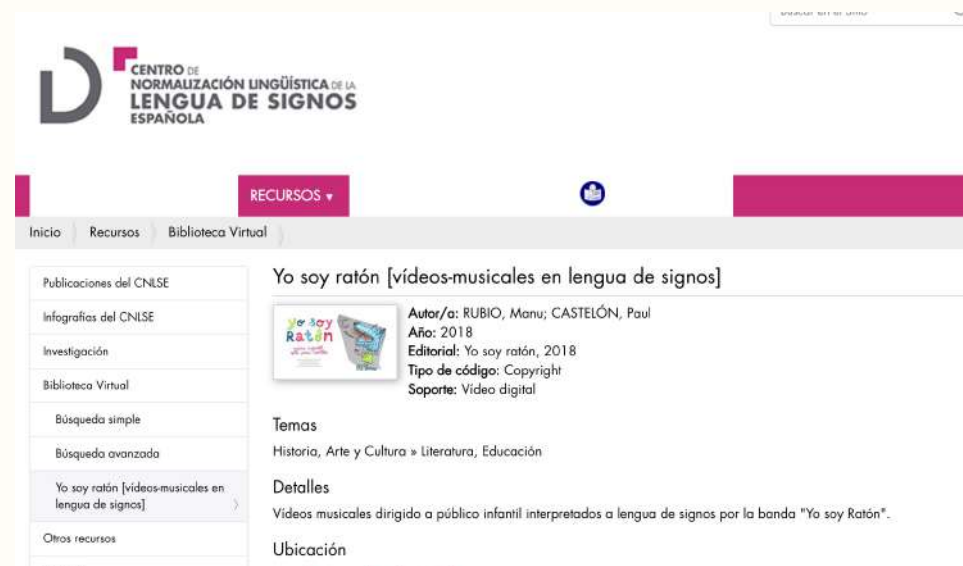 CENTRO DE
NORMALIZACIÓN LINGÜÍSTICA DE LA
LENGUA DE SIGNOS
ESPAÑOLA
RECURSOS
Inicio Recursos Biblioteca Virtual
Publicaciones del CNLSE
Infografías del CNLSE
Investigación
Biblioteca Virtual
Búsqueda simple
Búsqueda avanzada
Yo soy ratón [vídeos-musicales en
lengua de signos]
Otros recursos
Yo soy ratón [vídeos-musicales en lengua de signos]
yo soy
Ratón
Autor/a: RUBIO, Manu; CASTELÓN, Paul
Año: 2018
Editorial: Yo soy ratón, 2018
Tipo de código: Copyright
Soporte: Vídeo digital
Temas
Historia, Arte y Cultura » Literatura, Educación
Detalles
Vídeos musicales dirigido a público infantil interpretados a lengua de signos por la banda "Yo soy Ratón".
Ubicación